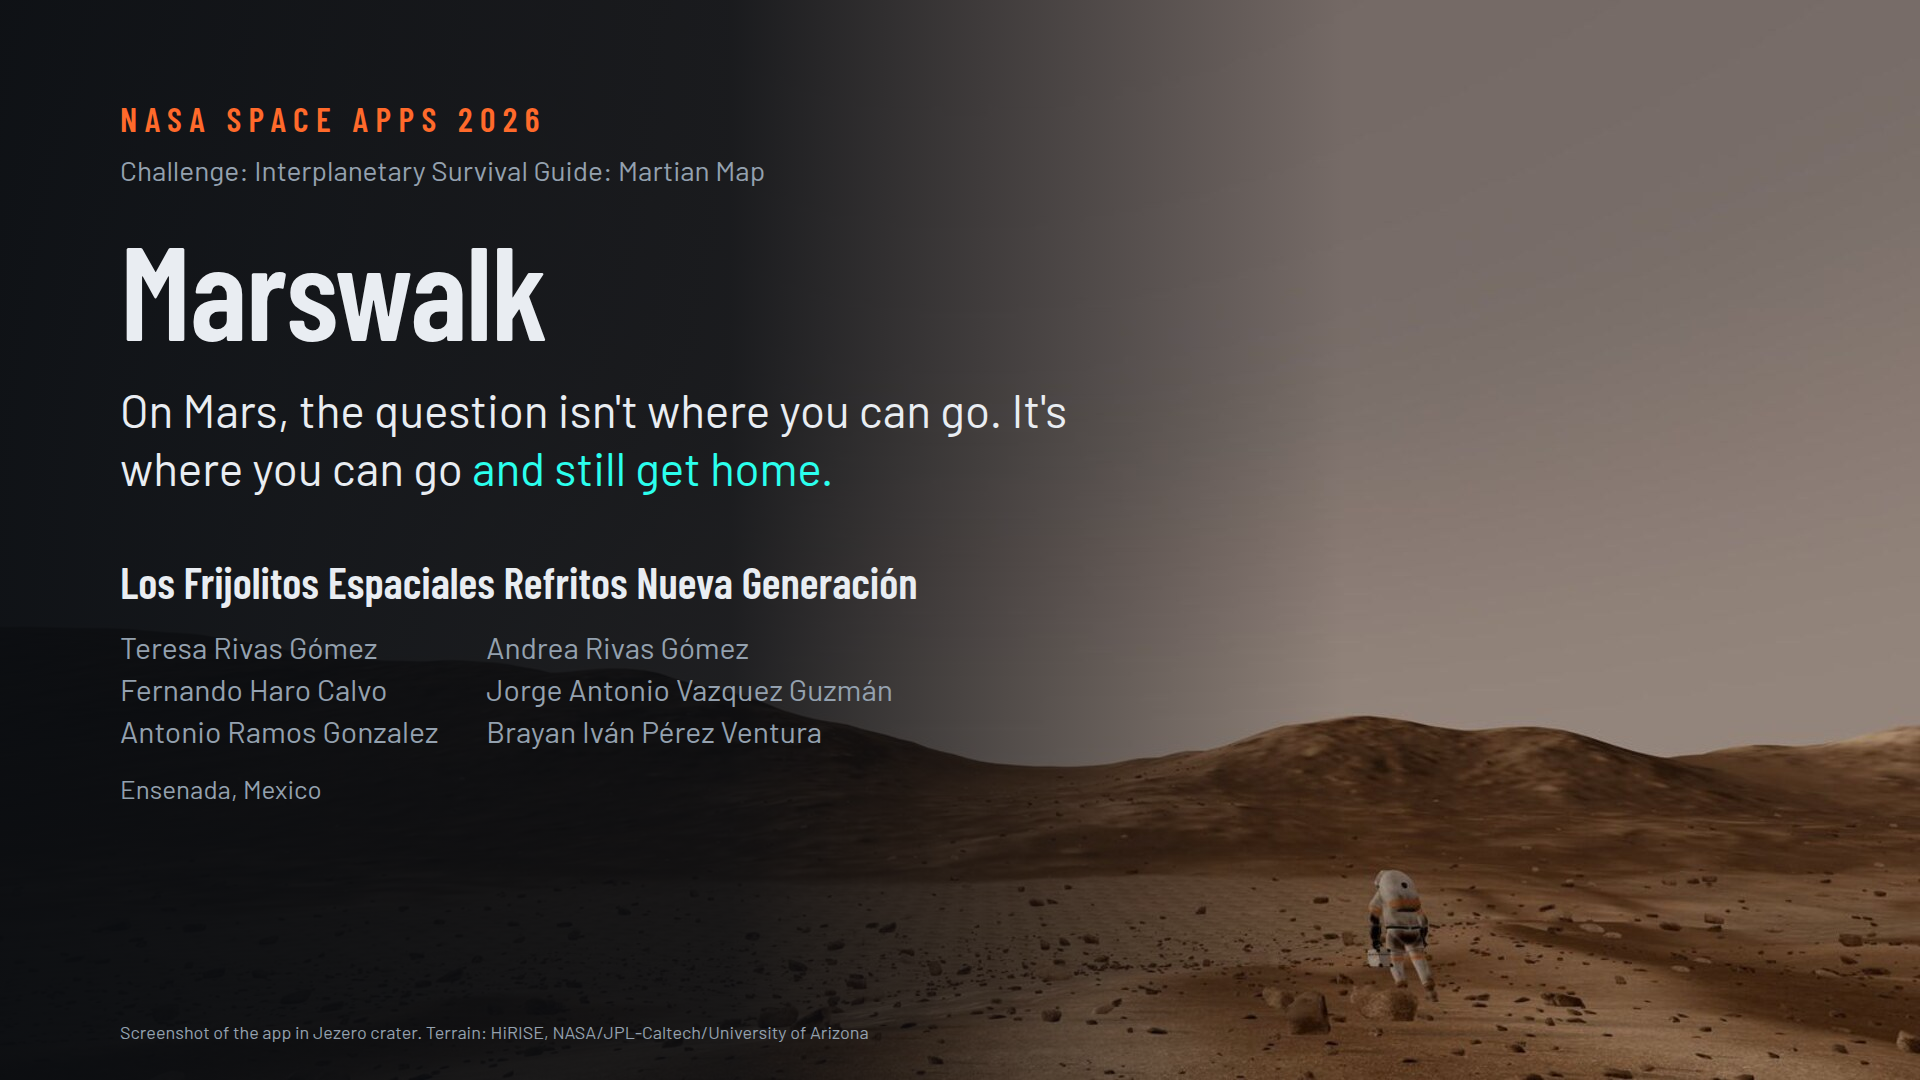 NASA SPACE APPS 2026
Challenge: Interplanetary Survival Guide: Martian Map
Marswalk
On Mars, the question isn't where you can go. It's
where you can go and still get home.
Los Frijolitos Espaciales Refritos Nueva Generación
Teresa Rivas Gómez
Andrea Rivas Gómez
Fernando Haro Calvo
Jorge Antonio Vazquez Guzmán
Antonio Ramos Gonzalez
Brayan Iván Pérez Ventura
Ensenada, Mexico
Screenshot of the app in Jezero crater. Terrain: HiRISE, NASA/JPL-Caltech/University of Arizona